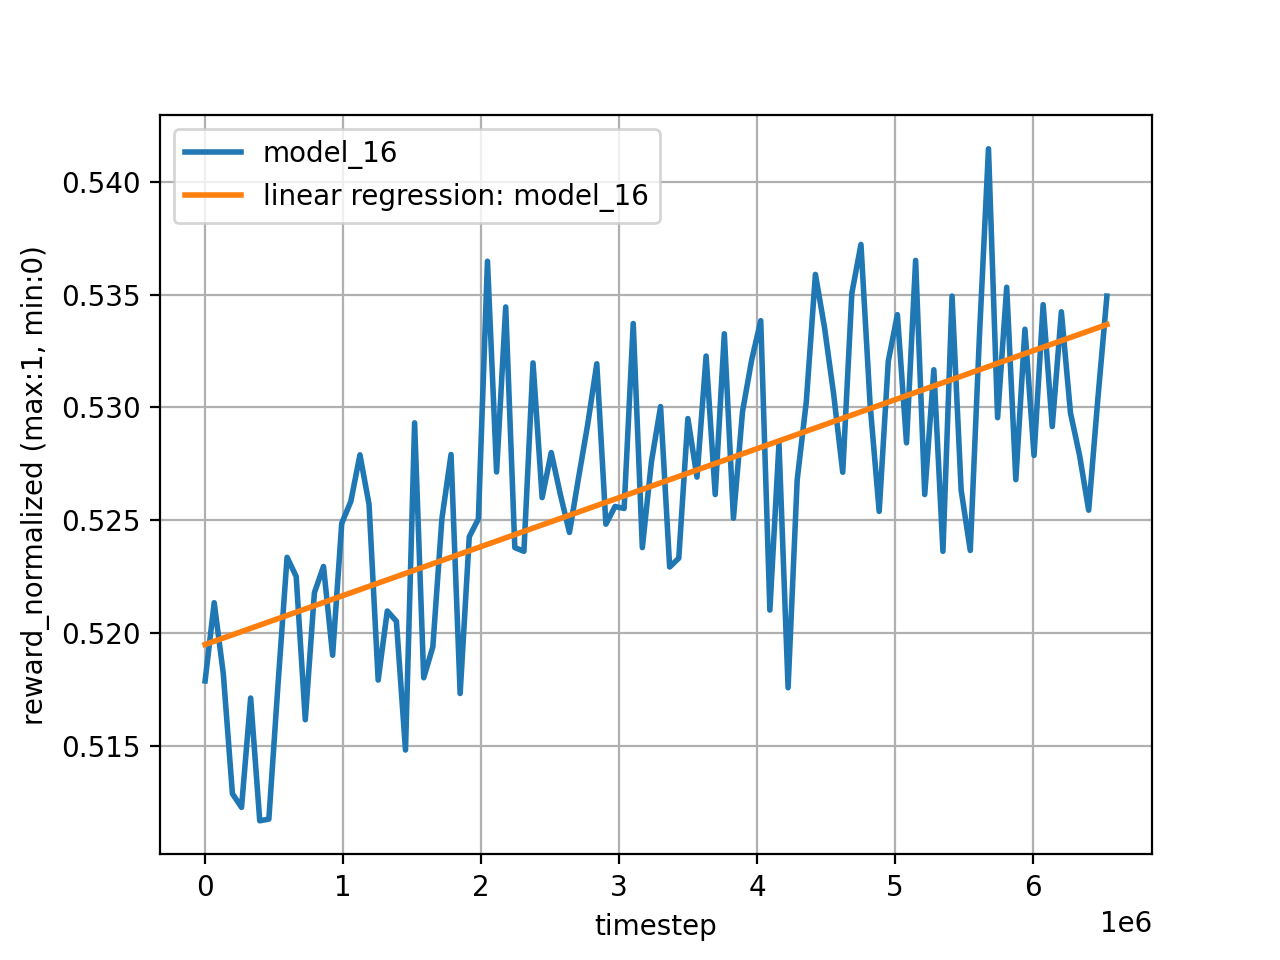 model_16
linear regression: model_16
reward_normalized (max:1, min:0)
0.540
0.535
0.530
0.525
0.520
0.515
0 1 2 3 4 5 6
1e6
timestep